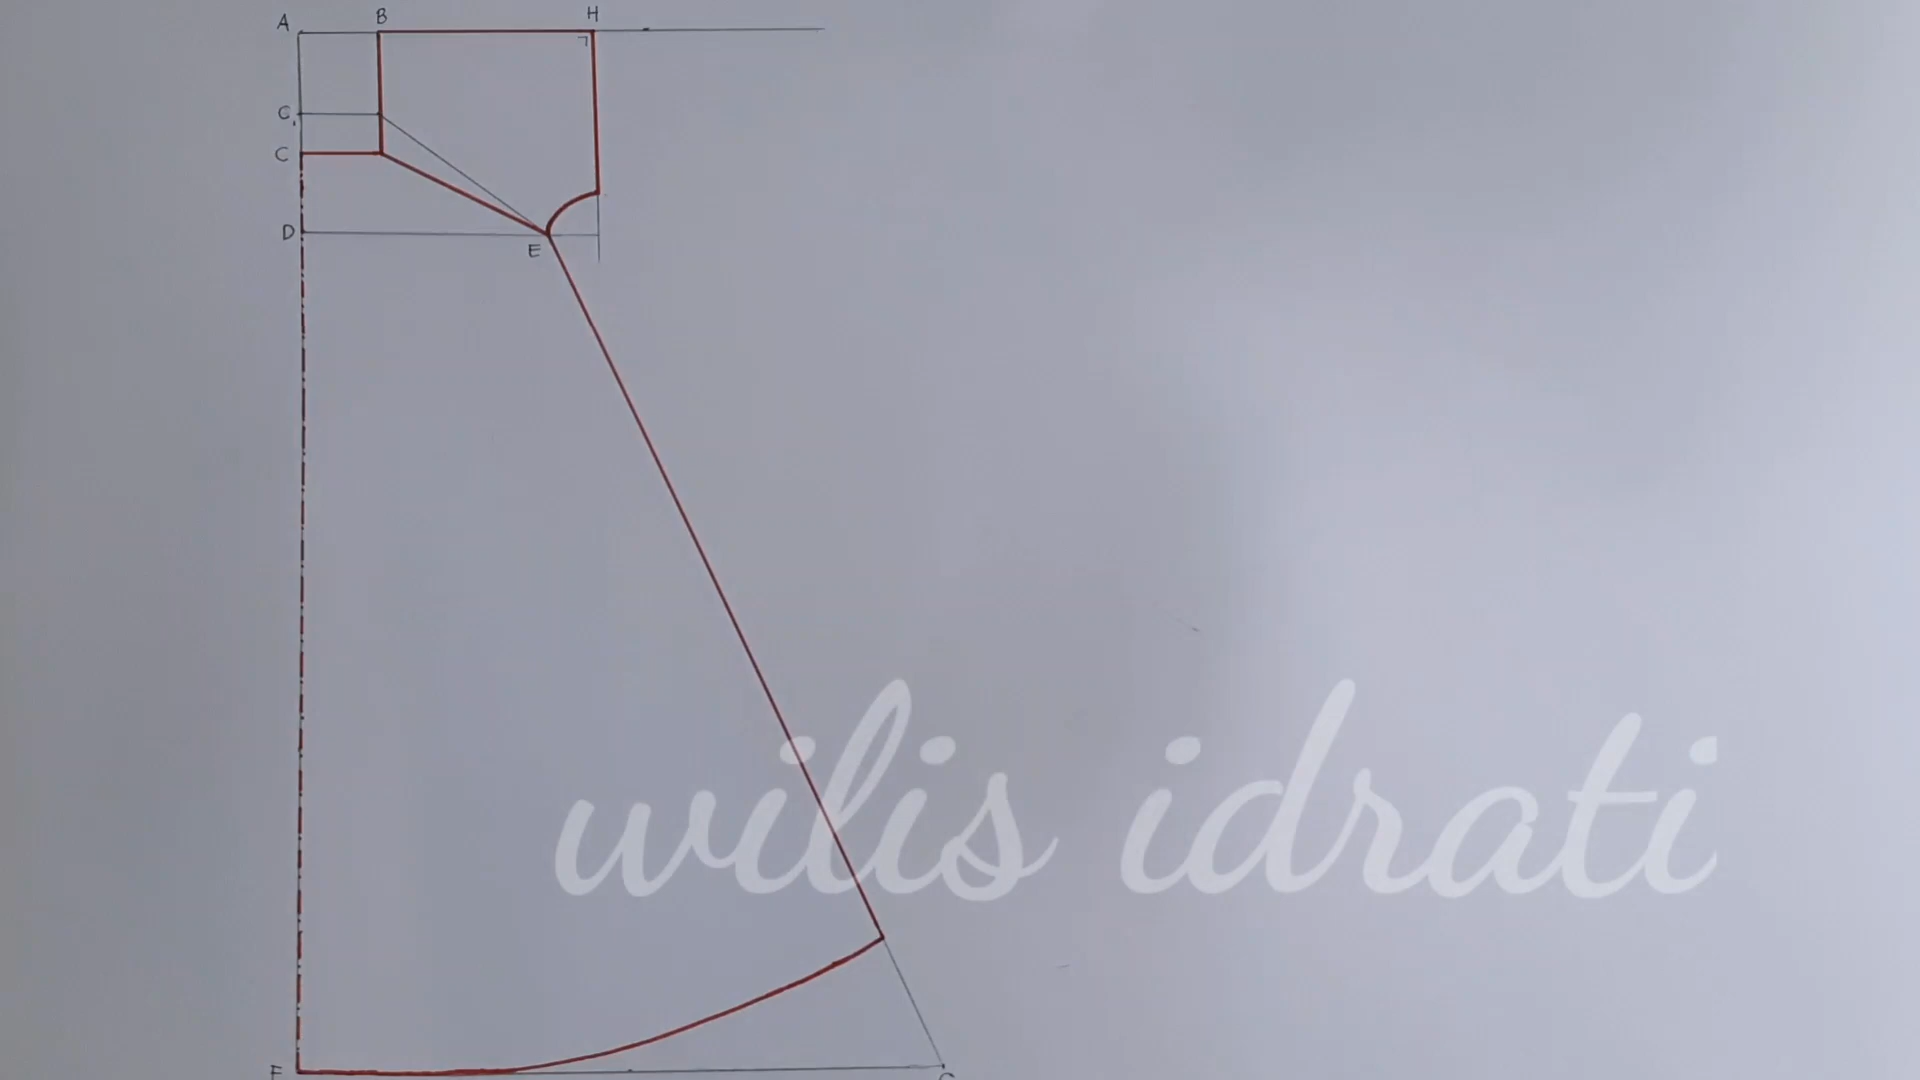 A B H
C₁
C
D
E
F G
wilis idrati